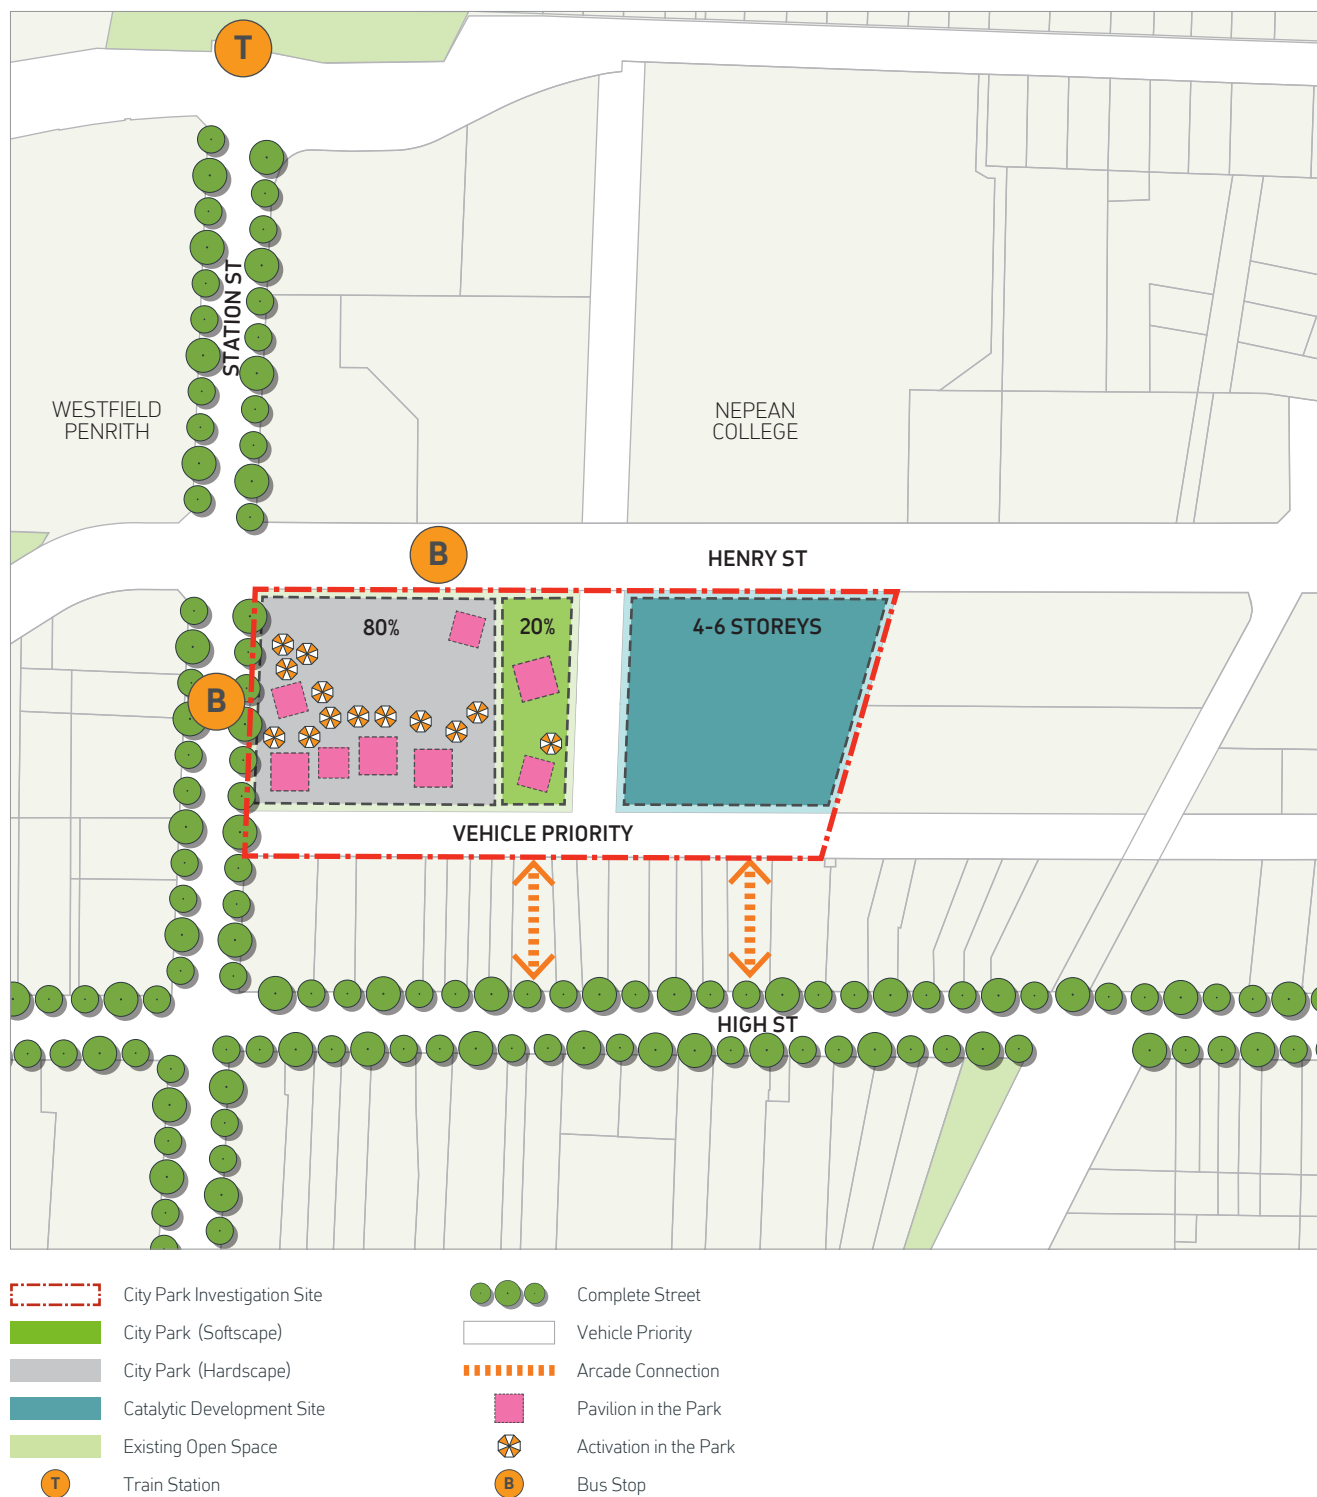 T
STATION ST
WESTFIELD
PENRITH
NEPEAN
COLLEGE
B
HENRY ST
80%
20%
4-6 STOREYS
B
VEHICLE PRIORITY
HIGH ST
City Park Investigation Site
City Park (Softscape)
City Park (Hardscape)
Catalytic Development Site
Existing Open Space
T Train Station
Complete Street
Vehicle Priority
Arcade Connection
Pavilion in the Park
Activation in the Park
B Bus Stop